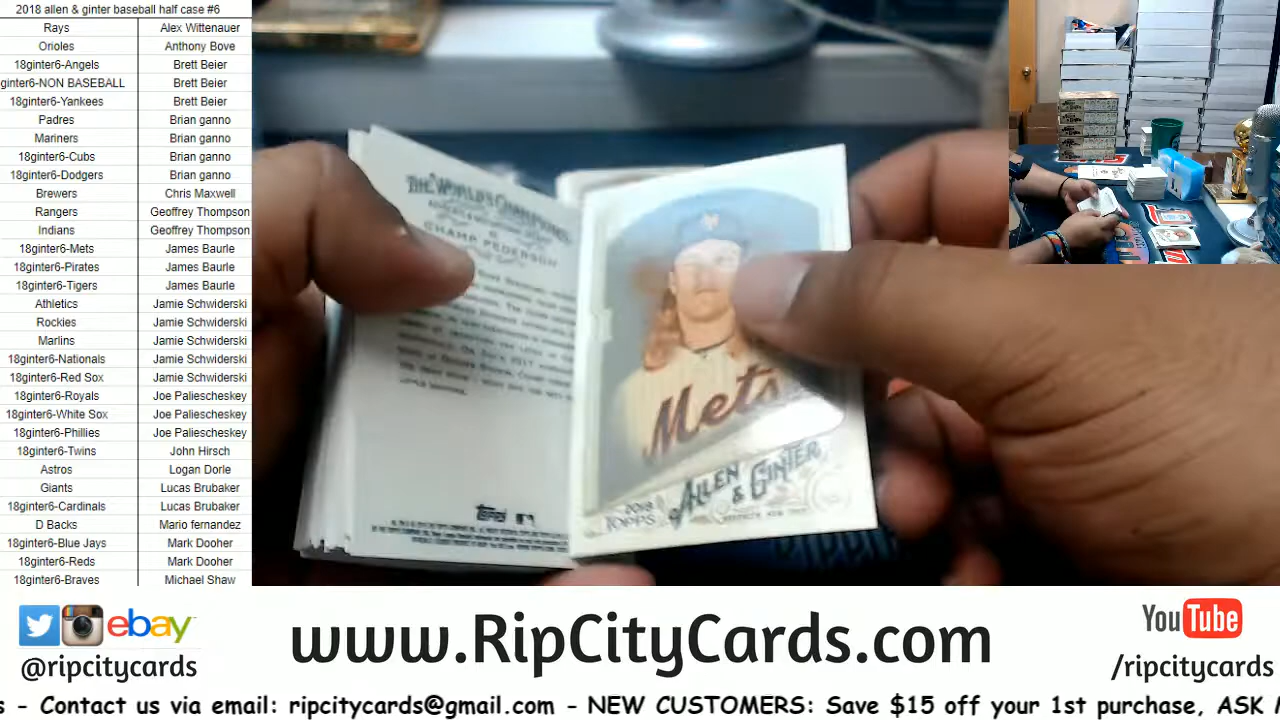 2018 allen & ginter baseball half case #6
Rays Alex Wittenauer
Orioles Anthony Bove
18ginter6-Angels Brett Beier
ginter6-NON BASEBALL Brett Beier
18ginter6-Yankees Brett Beier
Padres Brian ganno
Mariners Brian ganno
18ginter6-Cubs Brian ganno
18ginter6-Dodgers Brian ganno
Brewers Chris Maxwell
Rangers Geoffrey Thompson
Indians Geoffrey Thompson
18ginter6-Mets James Baurle
18ginter6-Pirates James Baurle
18ginter6-Tigers James Baurle
Athletics Jamie Schwiderski
Rockies Jamie Schwiderski
Marlins Jamie Schwiderski
18ginter6-Nationals Jamie Schwiderski
18ginter6-Red Sox Jamie Schwiderski
18ginter6-Royals Joe Paliescheskey
18ginter6-White Sox Joe Paliescheskey
18ginter6-Phillies Joe Paliescheskey
18ginter6-Twins John Hirsch
Astros Logan Dorle
Giants Lucas Brubaker
18ginter6-Cardinals Lucas Brubaker
D Backs Mario fernandez
18ginter6-Blue Jays Mark Dooher
18ginter6-Reds Mark Dooher
18ginter6-Braves Michael Shaw
THE WORLD'S CHAMPIONS
CHAMP PEDERSON
Topps
Mets
2018
TOPPS
ALLEN
& GINTER
ebay
@ripcitycards
www.RipCityCards.com
YouTube
/ripcitycards
s - Contact us via email: ripcitycards@gmail.com - NEW CUSTOMERS: Save $15 off your 1st purchase, ASK